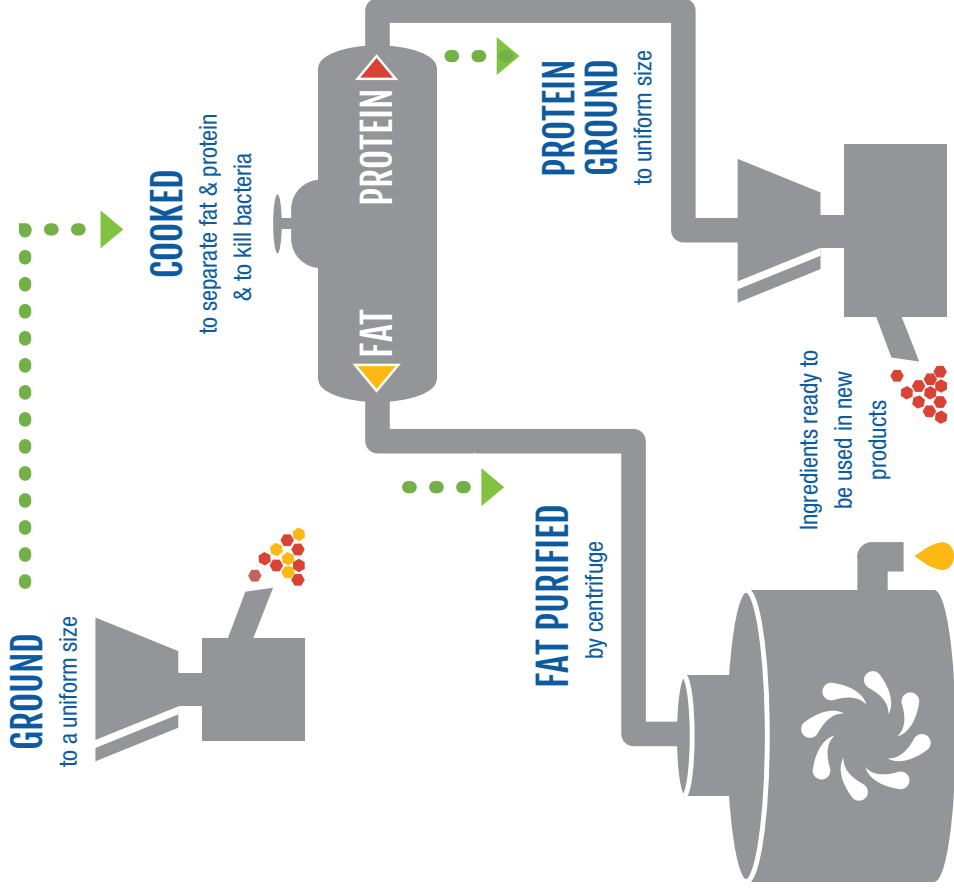 GROUND
to a uniform size
COOKED
to separate fat & protein
& to kill bacteria
FAT
PROTEIN
FAT PURIFIED
by centrifuge
PROTEIN
GROUND
to uniform size
Ingredients ready to
be used in new
products